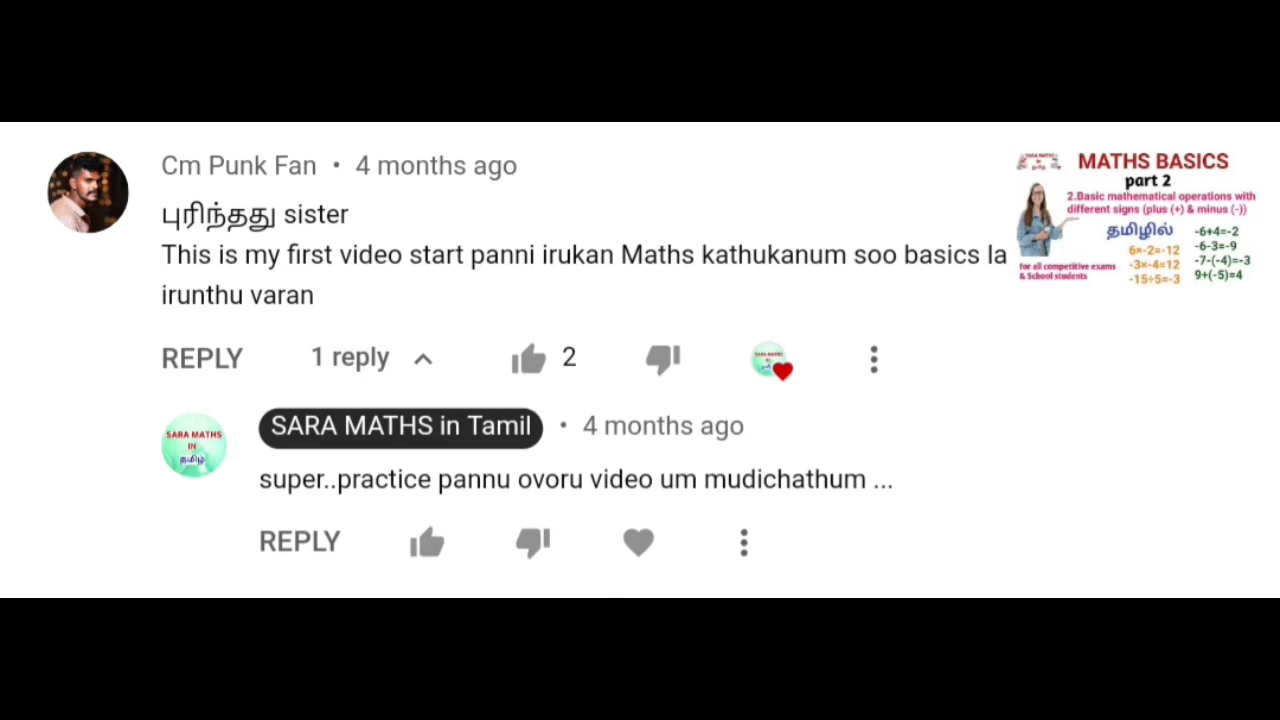 Cm Punk Fan • 4 months ago
புரிந்தது sister
This is my first video start panni irukan Maths kathukanum soo basics la
irunthu varan
REPLY 1 reply 2
SARA MATHS in Tamil • 4 months ago
super..practice pannu ovoru video um mudichathum ...
REPLY
SARA MATHS
IN
தமிழ்
MATHS BASICS
part 2
2.Basic mathematical operations with
different signs (plus (+) & minus (-))
தமிழில்
6×-2=-12
-3×-4=12
-15÷5=-3
-6+4=-2
-6-3=-9
-7-(-4)=-3
9+(-5)=4
for all competitive exams
& School students